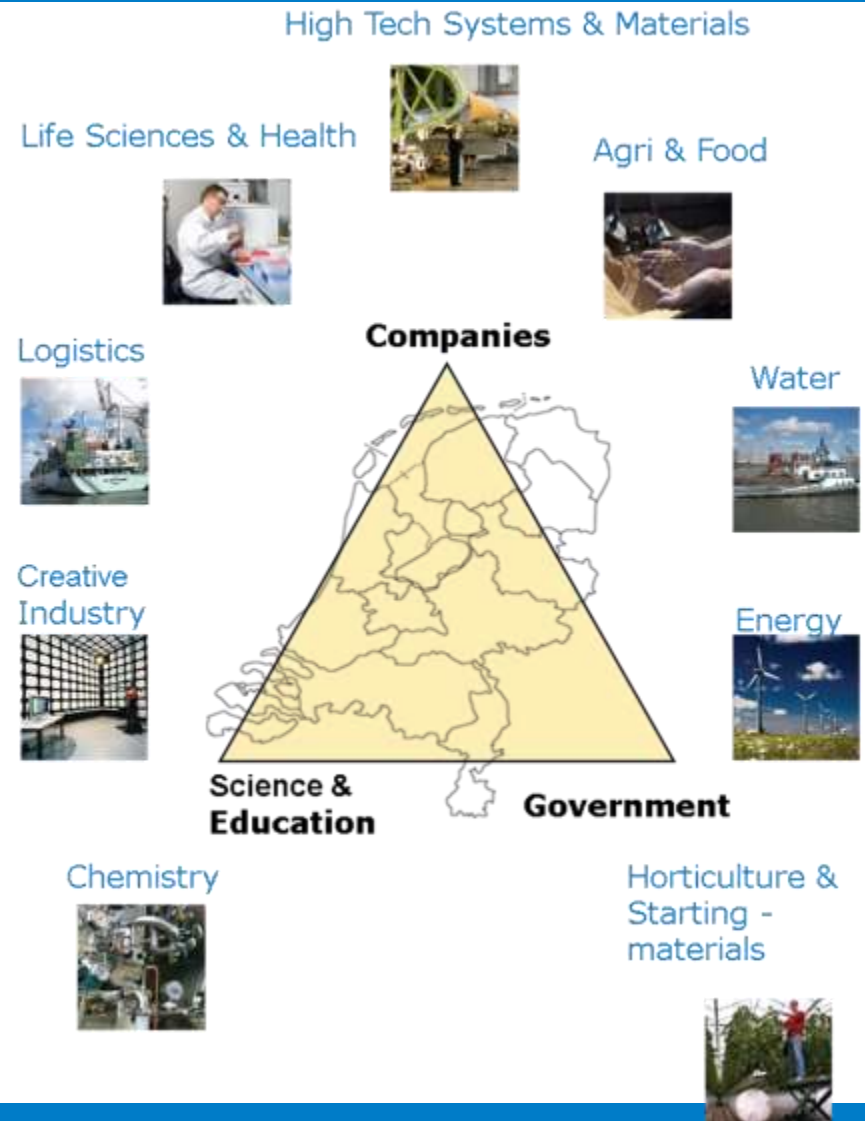 High Tech Systems & Materials
Life Sciences & Health
Agri & Food
Companies
Logistics
Water
Creative
Industry
Energy
Science &
Education
Government
Chemistry
Horticulture &
Starting -
materials